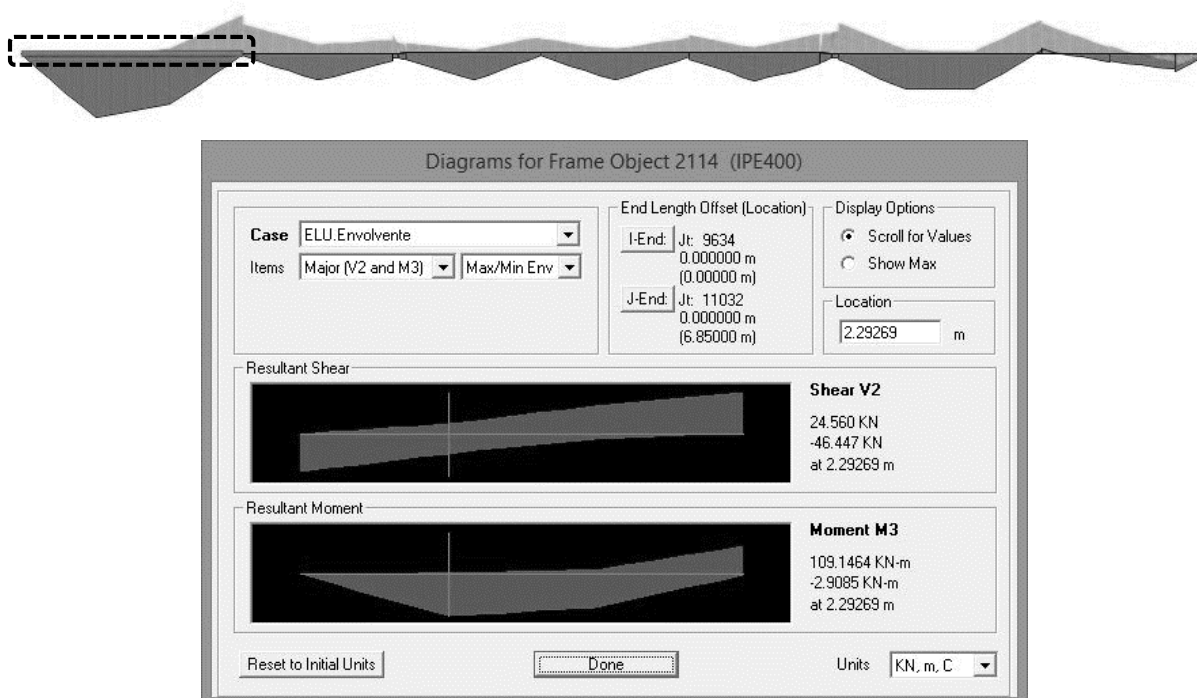 Diagrams for Frame Object 2114 (IPE400)
Case ELU.Envolvente
Items Major (V2 and M3) Max/Min Env
End Length Offset (Location)
I-End: Jt: 9634
0.000000 m
(0.00000 m)
J-End: Jt: 11032
0.000000 m
(6.85000 m)
Display Options
Scroll for Values
Show Max
Location
2.29269 m
Resultant Shear
Shear V2
24.560 KN
-46.447 KN
at 2.29269 m
Resultant Moment
Moment M3
109.1464 KN-m
-2.9085 KN-m
at 2.29269 m
Reset to Initial Units
Done
Units KN, m, C